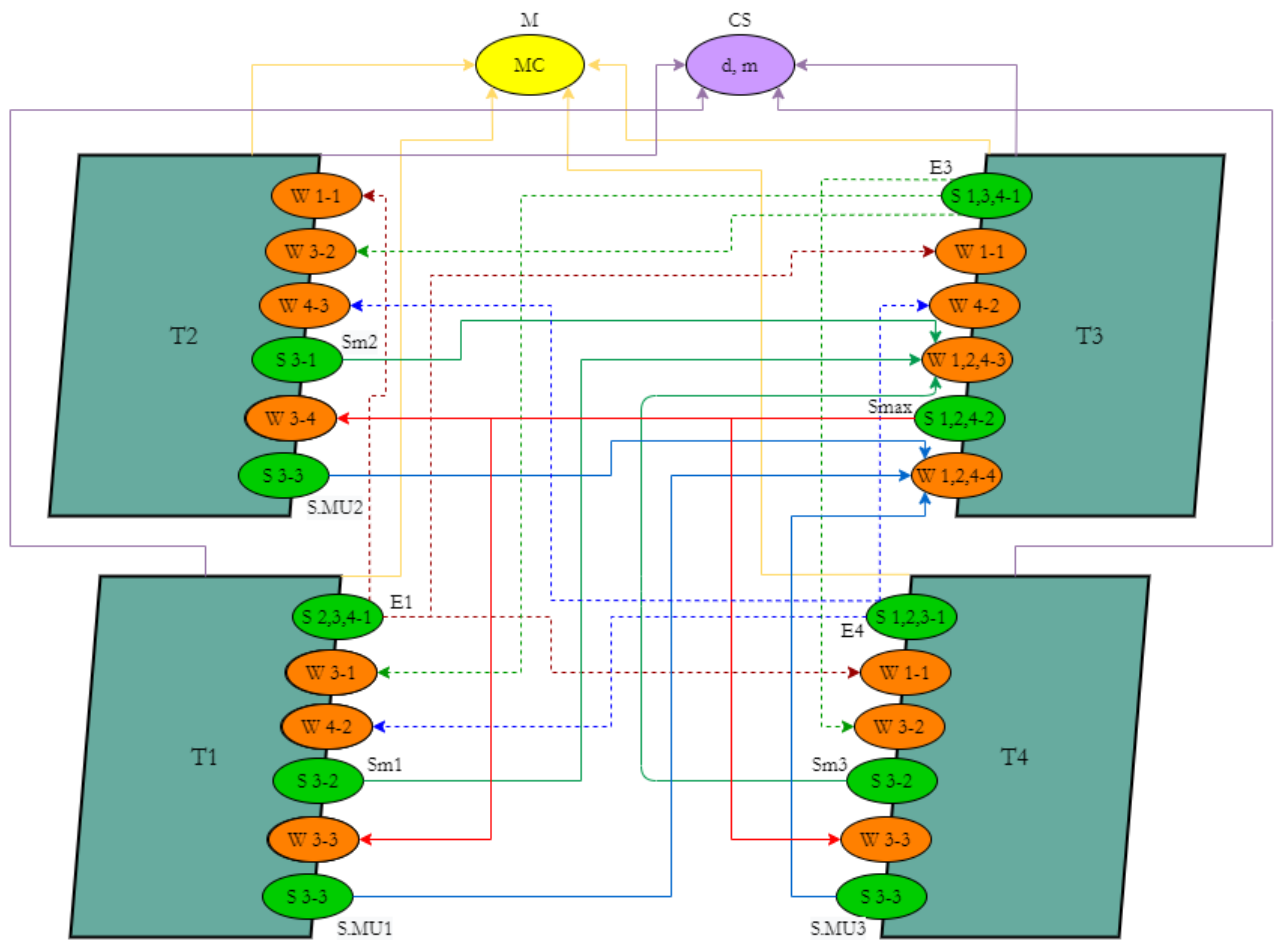 M
CS
MC
d, m
T2
W 1-1
W 3-2
W 4-3
Sm2
S 3-1
W 3-4
S 3-3
S.MU2
E3
S 1,3,4-1
W 1-1
W 4-2
T3
W 1,2,4-3
Smax
S 1,2,4-2
W 1,2,4-4
T1
S 2,3,4-1
E1
W 3-1
W 4-2
Sm1
S 3-2
W 3-3
S 3-3
S.MU1
S 1,2,3-1
E4
W 1-1
W 3-2
T4
Sm3
S 3-2
W 3-3
S 3-3
S.MU3